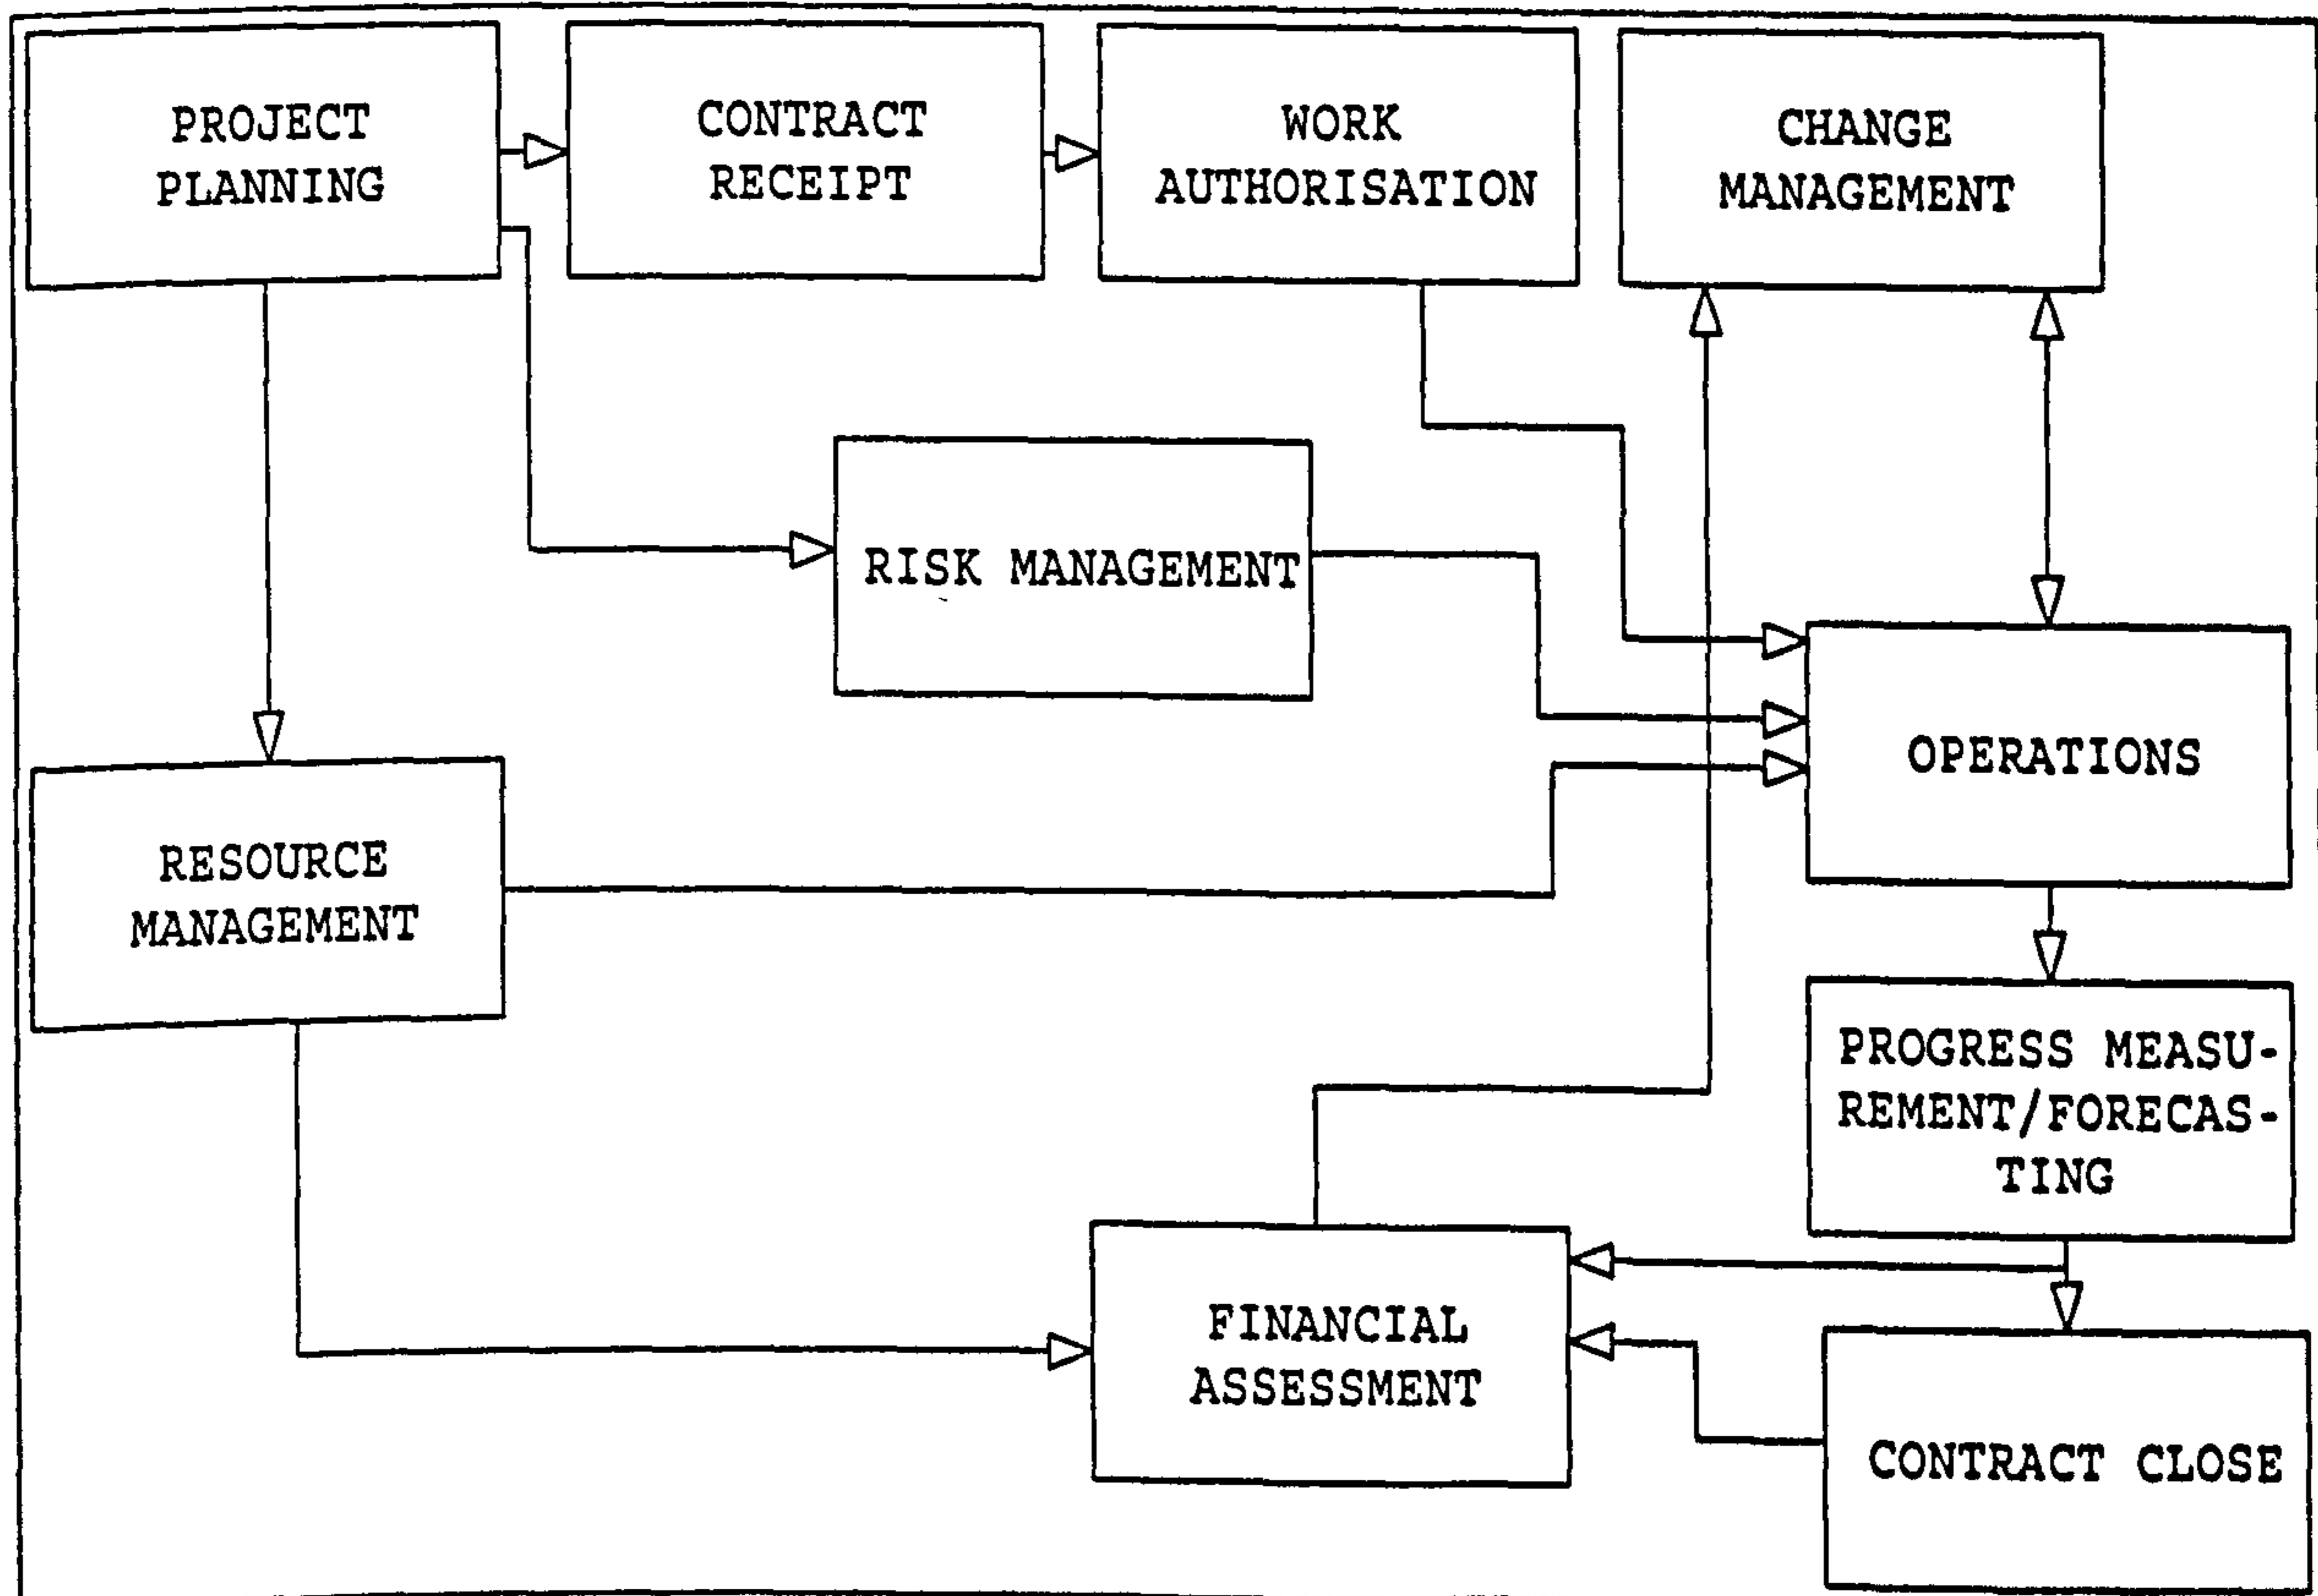 PROJECT
PLANNING
CONTRACT
RECEIPT
WORK
AUTHORISATION
CHANGE
MANAGEMENT
RISK MANAGEMENT
OPERATIONS
RESOURCE
MANAGEMENT
PROGRESS MEASU-
REMENT/FORECAS-
TING
FINANCIAL
ASSESSMENT
CONTRACT CLOSE